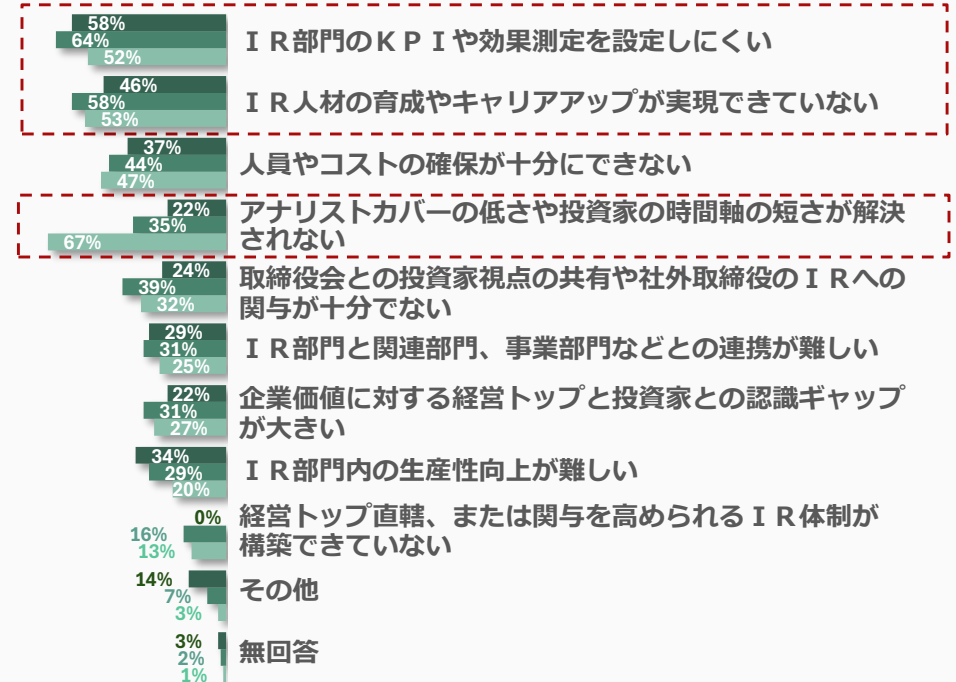 58%
64%
52%
ＩＲ部門のＫＰＩや効果測定を設定しにくい
46%
58%
53%
ＩＲ人材の育成やキャリアアップが実現できていない
37%
44%
47%
人員やコストの確保が十分にできない
22%
35%
67%
アナリストカバーの低さや投資家の時間軸の短さが解決
されない
24%
39%
32%
取締役会との投資家視点の共有や社外取締役のＩＲへの
関与が十分でない
29%
31%
25%
ＩＲ部門と関連部門、事業部門などとの連携が難しい
22%
31%
27%
企業価値に対する経営トップと投資家との認識ギャップ
が大きい
34%
29%
20%
ＩＲ部門内の生産性向上が難しい
0%
16%
13%
経営トップ直轄、または関与を高められるＩＲ体制が
構築できていない
14%
7%
3%
その他
3%
2%
1%
無回答